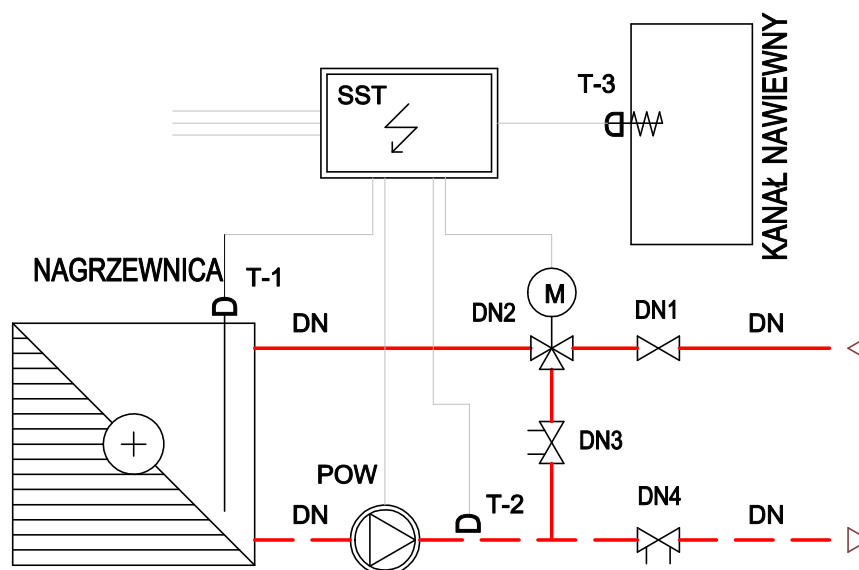 SST
T-3
KANAŁ NAWIEWNY
NAGRZEWNICA
T-1
M
DN2
DN1
DN
DN
DN3
POW
T-2
DN4
DN
DN